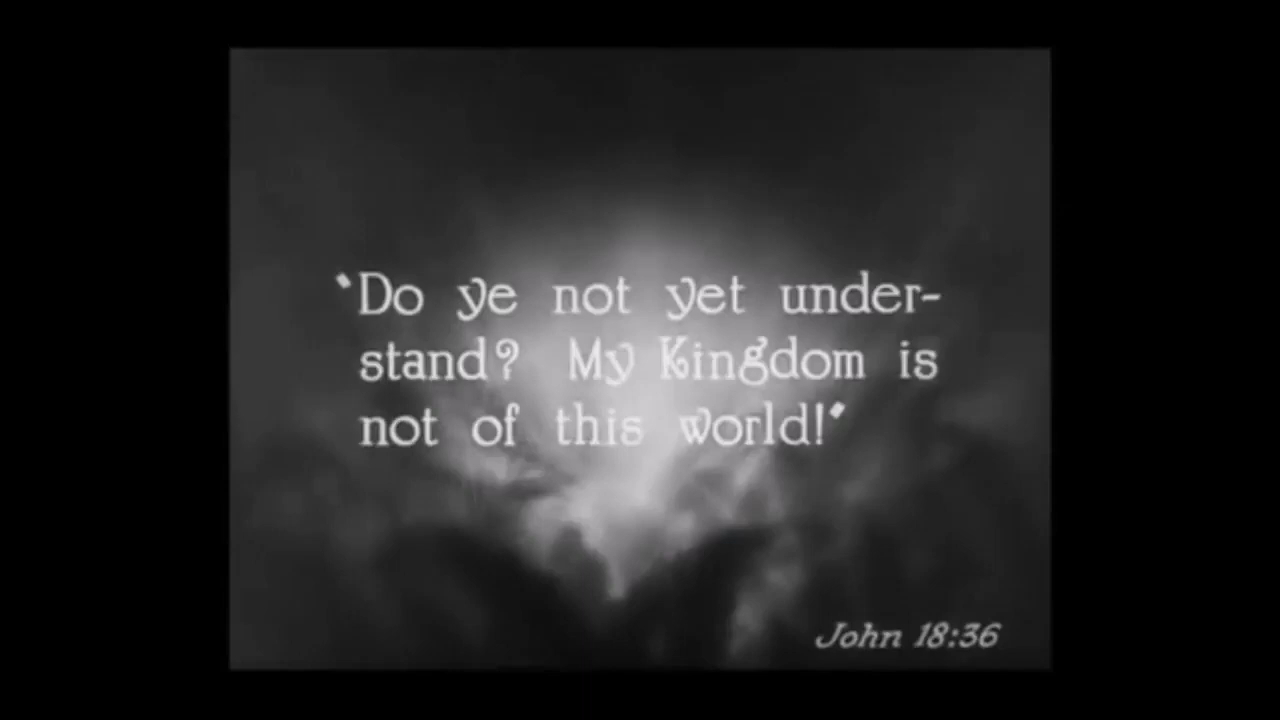 ‘Do ye not yet under-
stand? My Kingdom is
not of this world!’
John 18:36